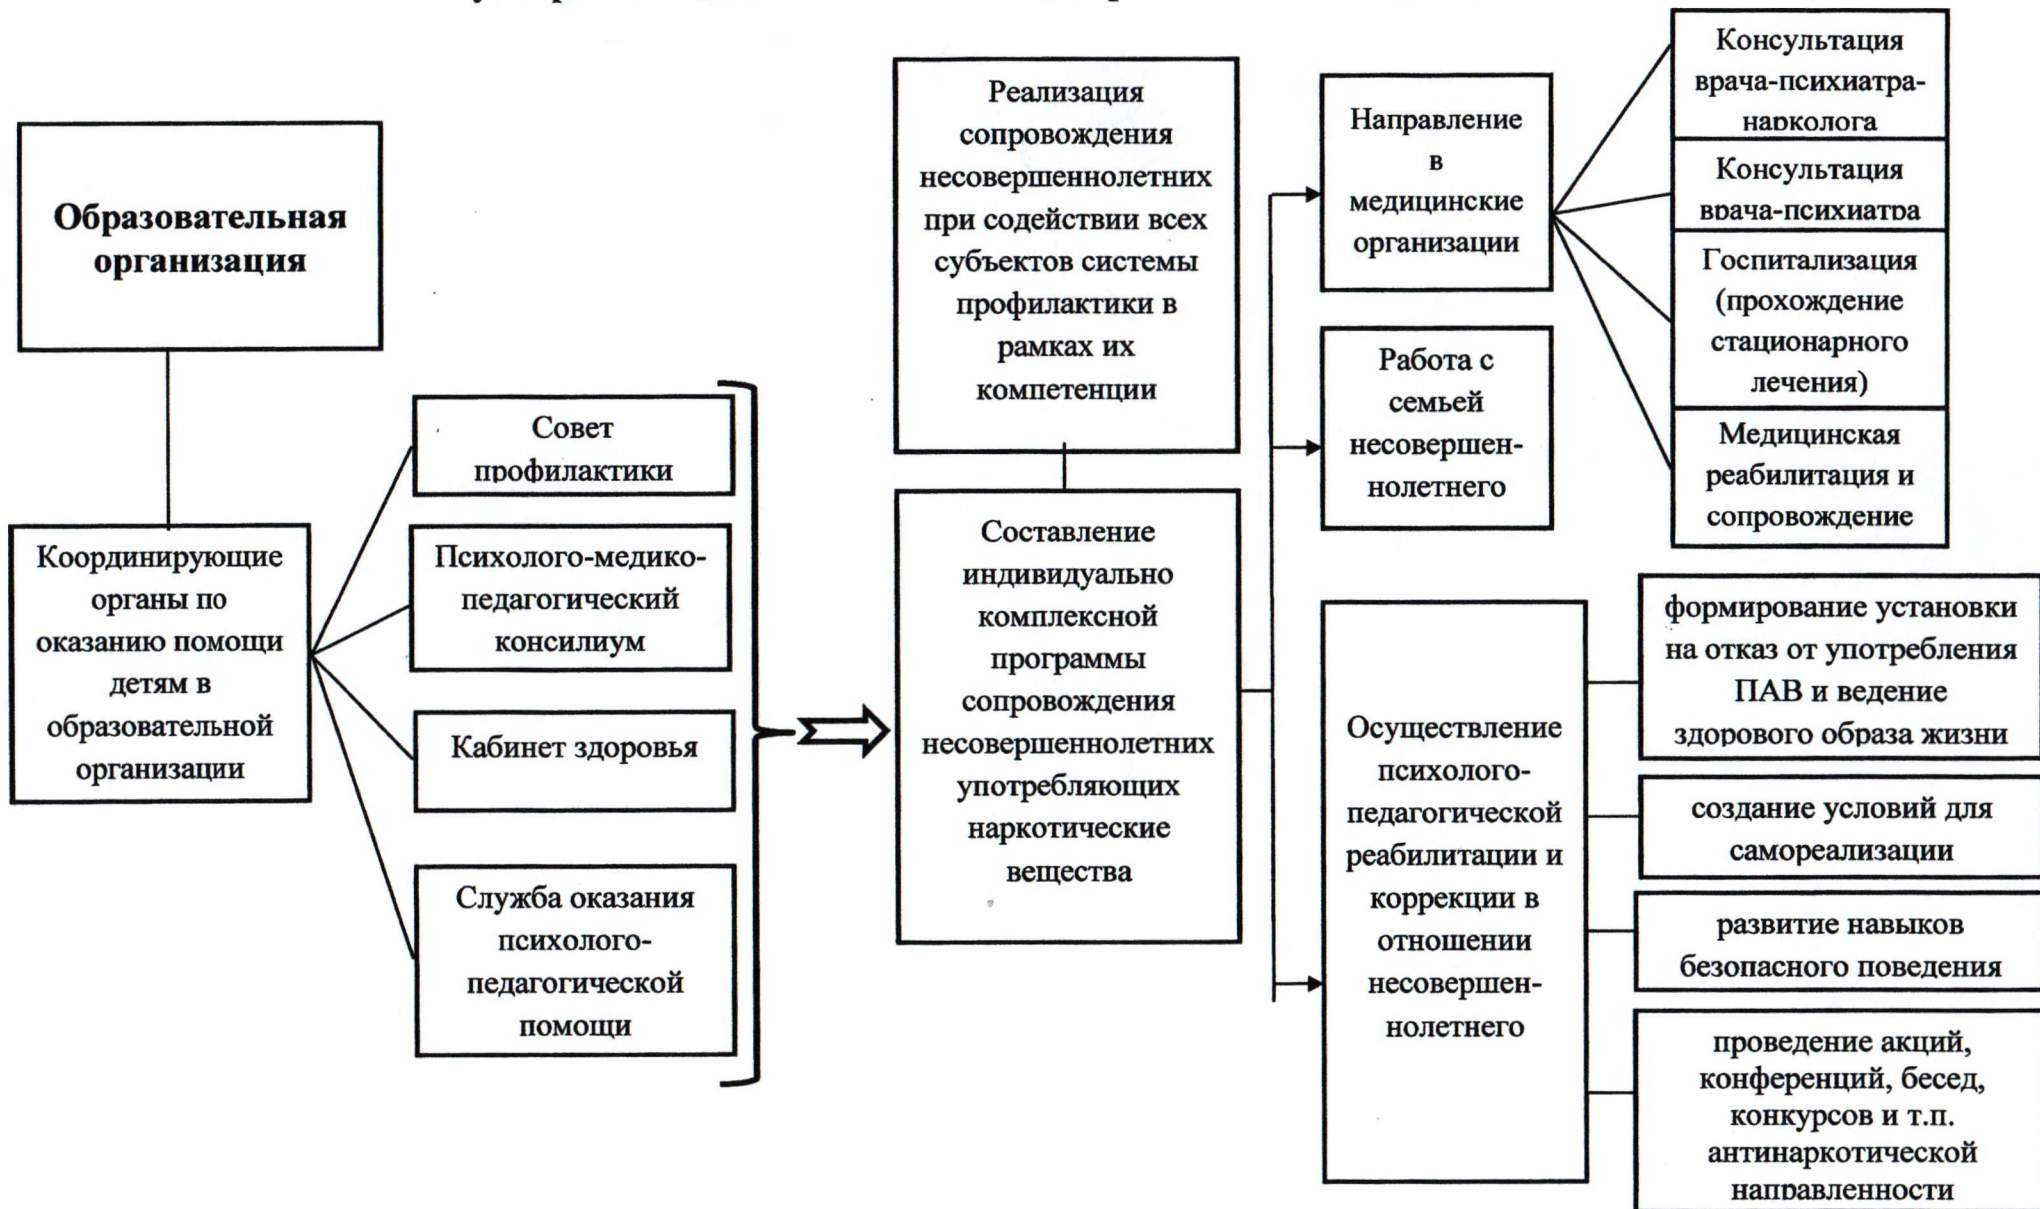 Образовательная
организация
Координирующие
органы по
оказанию помощи
детям в
образовательной
организации
Совет
профилактики
Психолого-медико-
педагогический
консилиум
Кабинет здоровья
Служба оказания
психолого-
педагогической
помощи
Реализация
сопровождения
несовершеннолетних
при содействии всех
субъектов системы
профилактики в
рамках их
компетенции
Составление
индивидуально
комплексной
программы
сопровождения
несовершеннолетних
употребляющих
наркотические
вещества
Направление
в
медицинские
организации
Работа с
семьей
несовершен-
нолетнего
Осуществление
психолого-
педагогической
реабилитации и
коррекции в
отношении
несовершен-
нолетнего
Консультация
врача-психиатра-
нарколога
Консультация
врача-психиатра
Госпитализация
(прохождение
стационарного
лечения)
Медицинская
реабилитация и
сопровождение
формирование установки
на отказ от употребления
ПАВ и ведение
здорового образа жизни
создание условий для
самореализации
развитие навыков
безопасного поведения
проведение акций,
конференций, бесед,
конкурсов и т.п.
антинаркотической
направленности